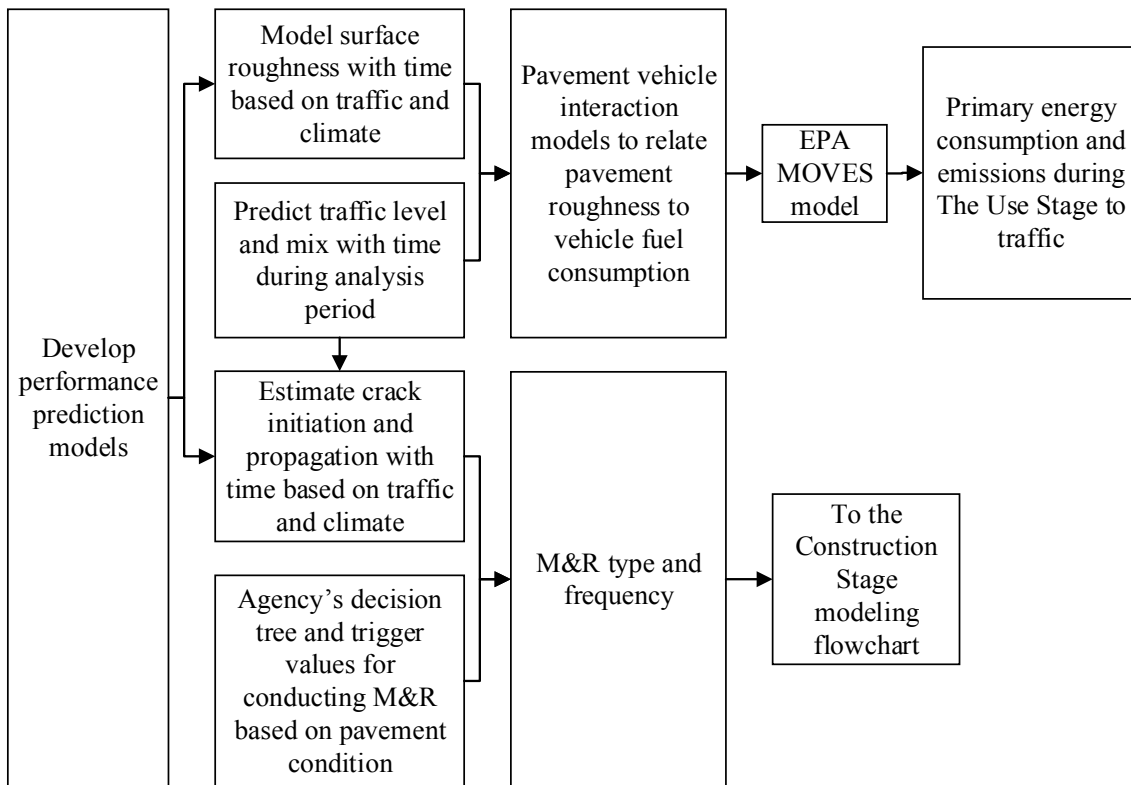 Develop
performance
prediction
models
Model surface
roughness with time
based on traffic and
climate
Predict traffic level
and mix with time
during analysis
period
Estimate crack
initiation and
propagation with
time based on traffic
and climate
Agency’s decision
tree and trigger
values for
conducting M&R
based on pavement
condition
Pavement vehicle
interaction
models to relate
pavement
roughness to
vehicle fuel
consumption
M&R type and
frequency
EPA
MOVES
model
Primary energy
consumption and
emissions during
The Use Stage to
traffic
To the
Construction
Stage
modeling
flowchart